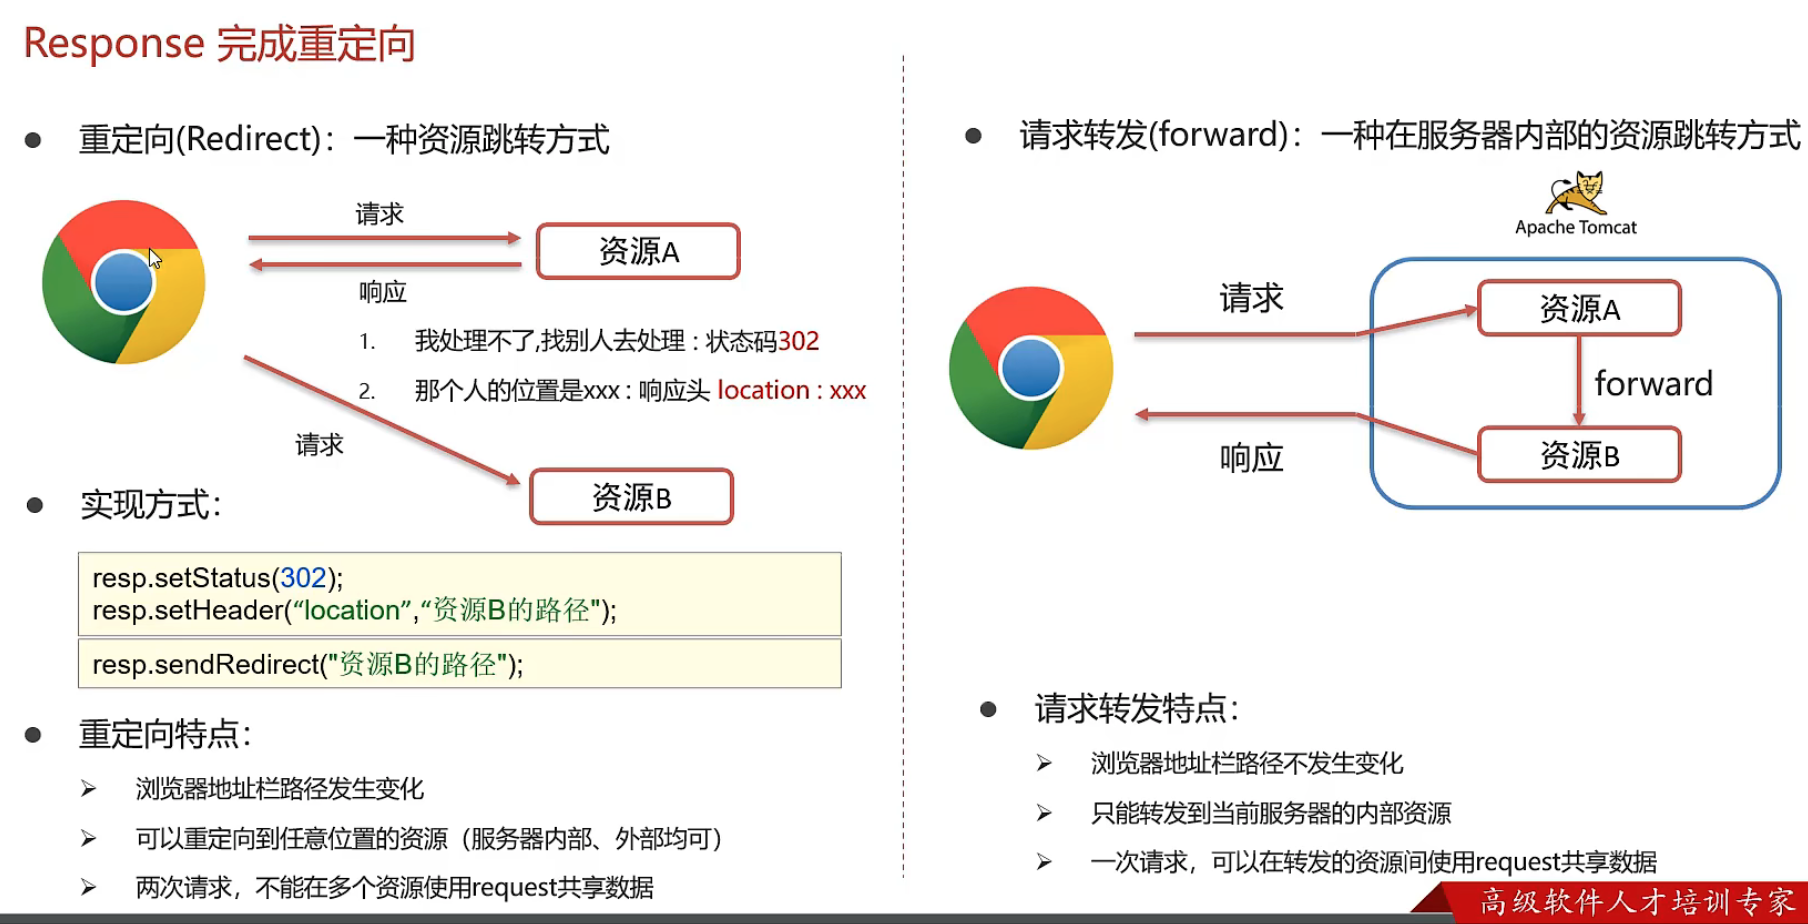 Response 完成重定向
● 重定向(Redirect)：一种资源跳转方式
请求
资源A
响应
1. 我处理不了,找别人去处理 : 状态码302
2. 那个人的位置是xxx : 响应头 location : xxx
请求
资源B
● 实现方式：
resp.setStatus(302);
resp.setHeader(“location”,“资源B的路径");
resp.sendRedirect("资源B的路径");
● 重定向特点：
➢ 浏览器地址栏路径发生变化
➢ 可以重定向到任意位置的资源（服务器内部、外部均可）
➢ 两次请求，不能在多个资源使用request共享数据
● 请求转发(forward)：一种在服务器内部的资源跳转方式
Apache Tomcat
请求
资源A
forward
资源B
响应
● 请求转发特点：
➢ 浏览器地址栏路径不发生变化
➢ 只能转发到当前服务器的内部资源
➢ 一次请求，可以在转发的资源间使用request共享数据
高级软件人才培训专家